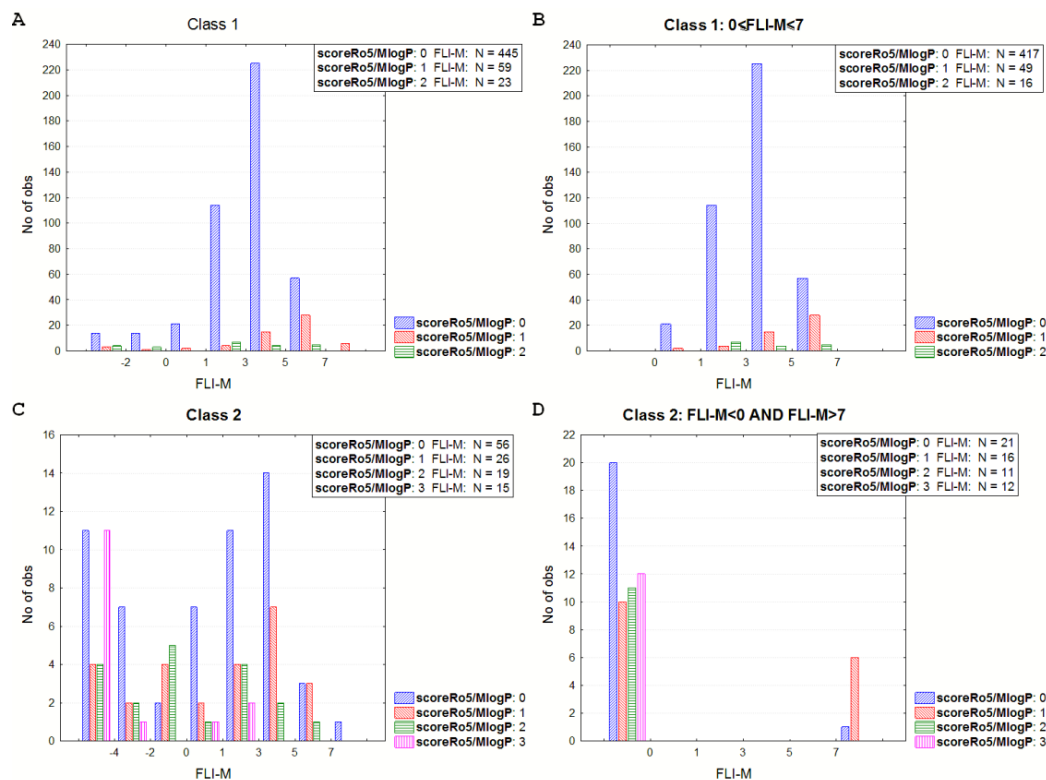 A
Class 1
scoreRo5/MlogP: 0 FLI-M: N = 445
scoreRo5/MlogP: 1 FLI-M: N = 59
scoreRo5/MlogP: 2 FLI-M: N = 23
240
220
200
180
160
140
120
100
80
60
40
20
0
No of obs
-2 0 1 3 5 7
FLI-M
scoreRo5/MlogP: 0
scoreRo5/MlogP: 1
scoreRo5/MlogP: 2
B
Class 1: 0≤FLI-M≤7
scoreRo5/MlogP: 0 FLI-M: N = 417
scoreRo5/MlogP: 1 FLI-M: N = 49
scoreRo5/MlogP: 2 FLI-M: N = 16
240
220
200
180
160
140
120
100
80
60
40
20
0
No of obs
0 1 3 5 7
FLI-M
scoreRo5/MlogP: 0
scoreRo5/MlogP: 1
scoreRo5/MlogP: 2
C
Class 2
scoreRo5/MlogP: 0 FLI-M: N = 56
scoreRo5/MlogP: 1 FLI-M: N = 26
scoreRo5/MlogP: 2 FLI-M: N = 19
scoreRo5/MlogP: 3 FLI-M: N = 15
16
14
12
10
8
6
4
2
0
No of obs
-4 -2 0 1 3 5 7
FLI-M
scoreRo5/MlogP: 0
scoreRo5/MlogP: 1
scoreRo5/MlogP: 2
scoreRo5/MlogP: 3
D
Class 2: FLI-M<0 AND FLI-M>7
scoreRo5/MlogP: 0 FLI-M: N = 21
scoreRo5/MlogP: 1 FLI-M: N = 16
scoreRo5/MlogP: 2 FLI-M: N = 11
scoreRo5/MlogP: 3 FLI-M: N = 12
22
20
18
16
14
12
10
8
6
4
2
0
No of obs
0 1 3 5 7
FLI-M
scoreRo5/MlogP: 0
scoreRo5/MlogP: 1
scoreRo5/MlogP: 2
scoreRo5/MlogP: 3